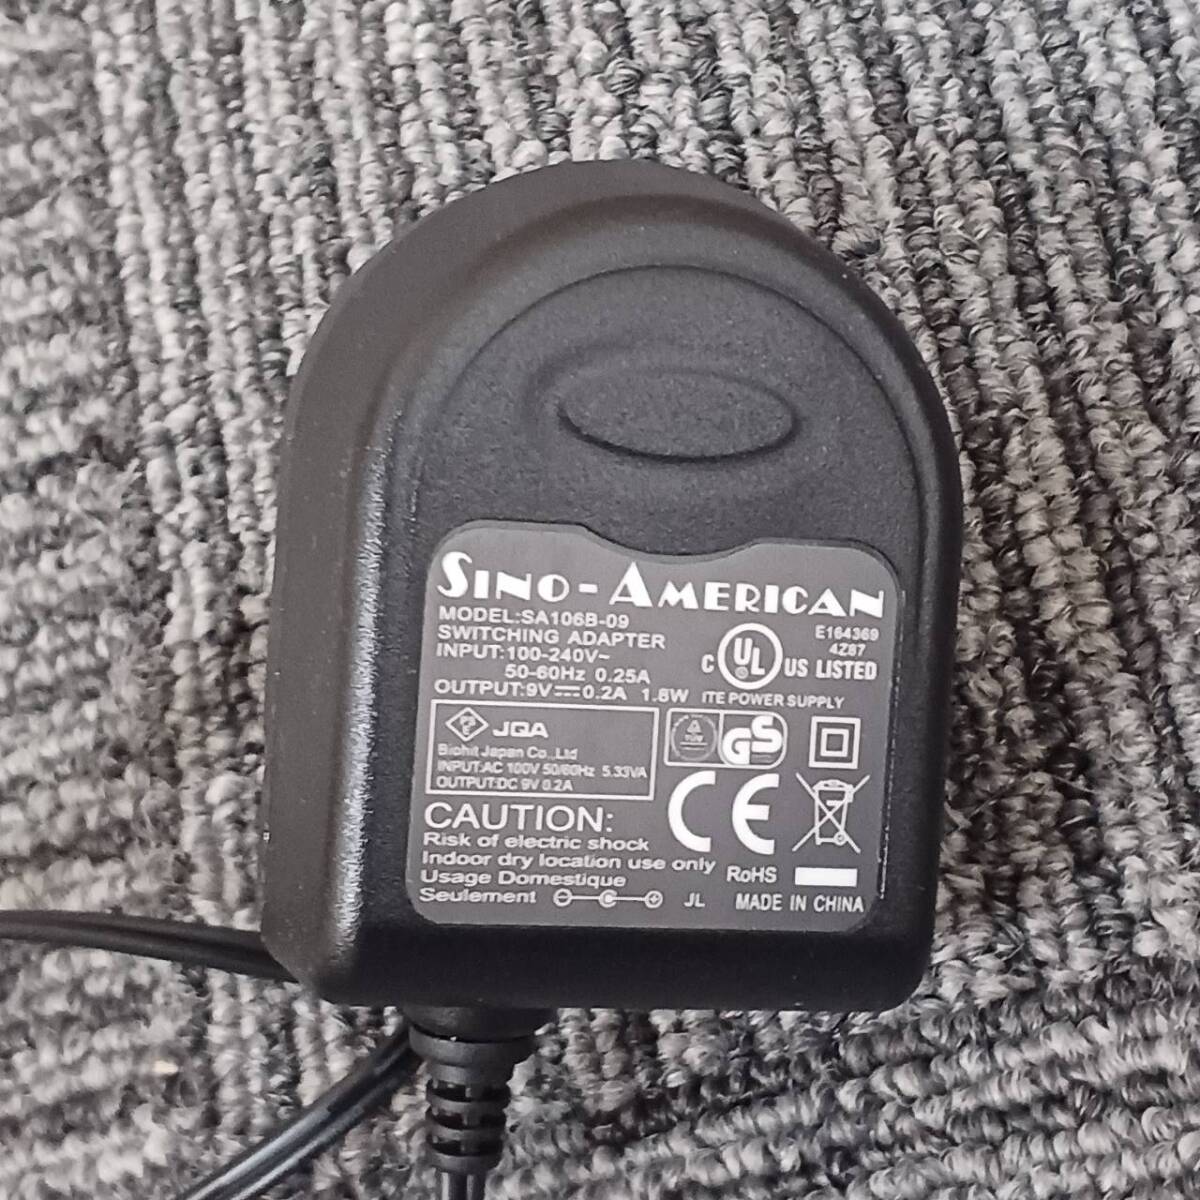 SINO-AMERICAN
MODEL:SA106B-09
SWITCHING ADAPTER
INPUT:100-240V~
50-60Hz 0.25A
OUTPUT:9V⎓0.2A 1.8W
E164369
4Z87
C UL US LISTED
ITE POWER SUPPLY
PSE JQA
Biohit Japan Co.,Ltd
INPUT:AC 100V 50/60Hz 5.33VA
OUTPUT:DC 9V 0.2A
GS
CE
CAUTION:
Risk of electric shock
Indoor dry location use only
Usage Domestique
Seulement
RoHS
JL
MADE IN CHINA